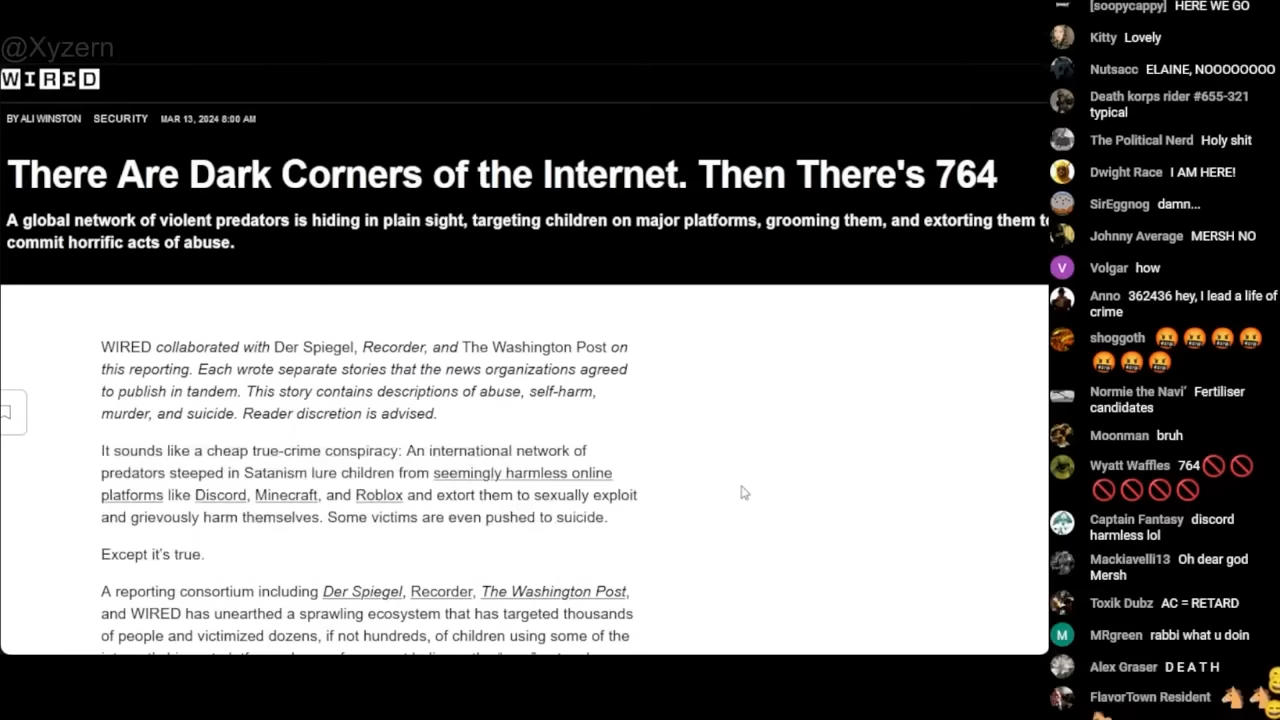 @Xyzern
WIRED
BY ALI WINSTON SECURITY MAR 13, 2024 8:00 AM
There Are Dark Corners of the Internet. Then There's 764
A global network of violent predators is hiding in plain sight, targeting children on major platforms, grooming them, and extorting them to
commit horrific acts of abuse.
WIRED collaborated with Der Spiegel, Recorder, and The Washington Post on
this reporting. Each wrote separate stories that the news organizations agreed
to publish in tandem. This story contains descriptions of abuse, self-harm,
murder, and suicide. Reader discretion is advised.
It sounds like a cheap true-crime conspiracy: An international network of
predators steeped in Satanism lure children from seemingly harmless online
platforms like Discord, Minecraft, and Roblox and extort them to sexually exploit
and grievously harm themselves. Some victims are even pushed to suicide.
Except it's true.
A reporting consortium including Der Spiegel, Recorder, The Washington Post,
and WIRED has unearthed a sprawling ecosystem that has targeted thousands
of people and victimized dozens, if not hundreds, of children using some of the
[soopycappy] HERE WE GO
Kitty Lovely
Nutsacc ELAINE, NOOOOOOOO
Death korps rider #655-321
typical
The Political Nerd Holy shit
Dwight Race I AM HERE!
SirEggnog damn...
Johnny Average MERSH NO
V Volgar how
Anno 362436 hey, I lead a life of
crime
shoggoth
Normie the Navi' Fertiliser
candidates
Moonman bruh
Wyatt Waffles 764
Captain Fantasy discord
harmless lol
Mackiavelli13 Oh dear god
Mersh
Toxik Dubz AC = RETARD
M MRgreen rabbi what u doin
Alex Graser D E A T H
FlavorTown Resident